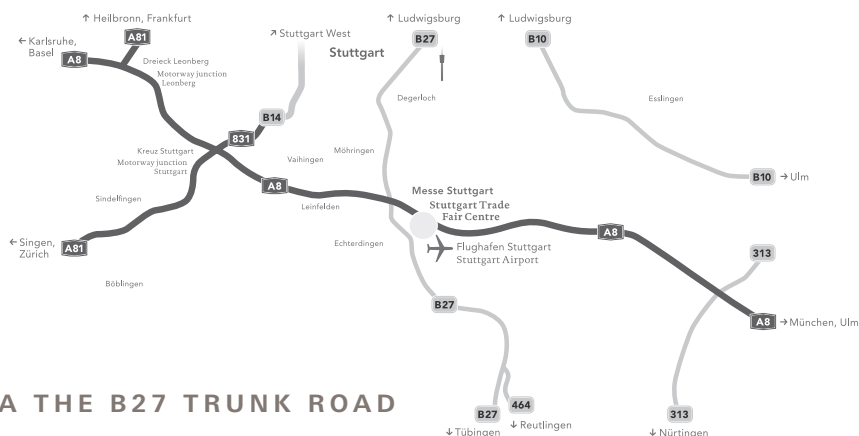 ↑ Heilbronn, Frankfurt
↑ Ludwigsburg
↑ Ludwigsburg
← Karlsruhe,
Basel
A81
↗ Stuttgart West
B27
B10
A8
Dreieck Leonberg
Motorway junction
Leonberg
Stuttgart
Degerloch
Esslingen
B14
831
Kreuz Stuttgart
Motorway junction
Stuttgart
Vaihingen
Möhringen
B10
→ Ulm
A8
Sindelfingen
Leinfelden
Messe Stuttgart
Stuttgart Trade
Fair Centre
← Singen,
Zürich
A81
Echterdingen
Flughafen Stuttgart
Stuttgart Airport
A8
313
Böblingen
B27
A8
→ München, Ulm
A THE B27 TRUNK ROAD
B27
464
313
↓ Tübingen
↓ Reutlingen
↓ Nürtingen